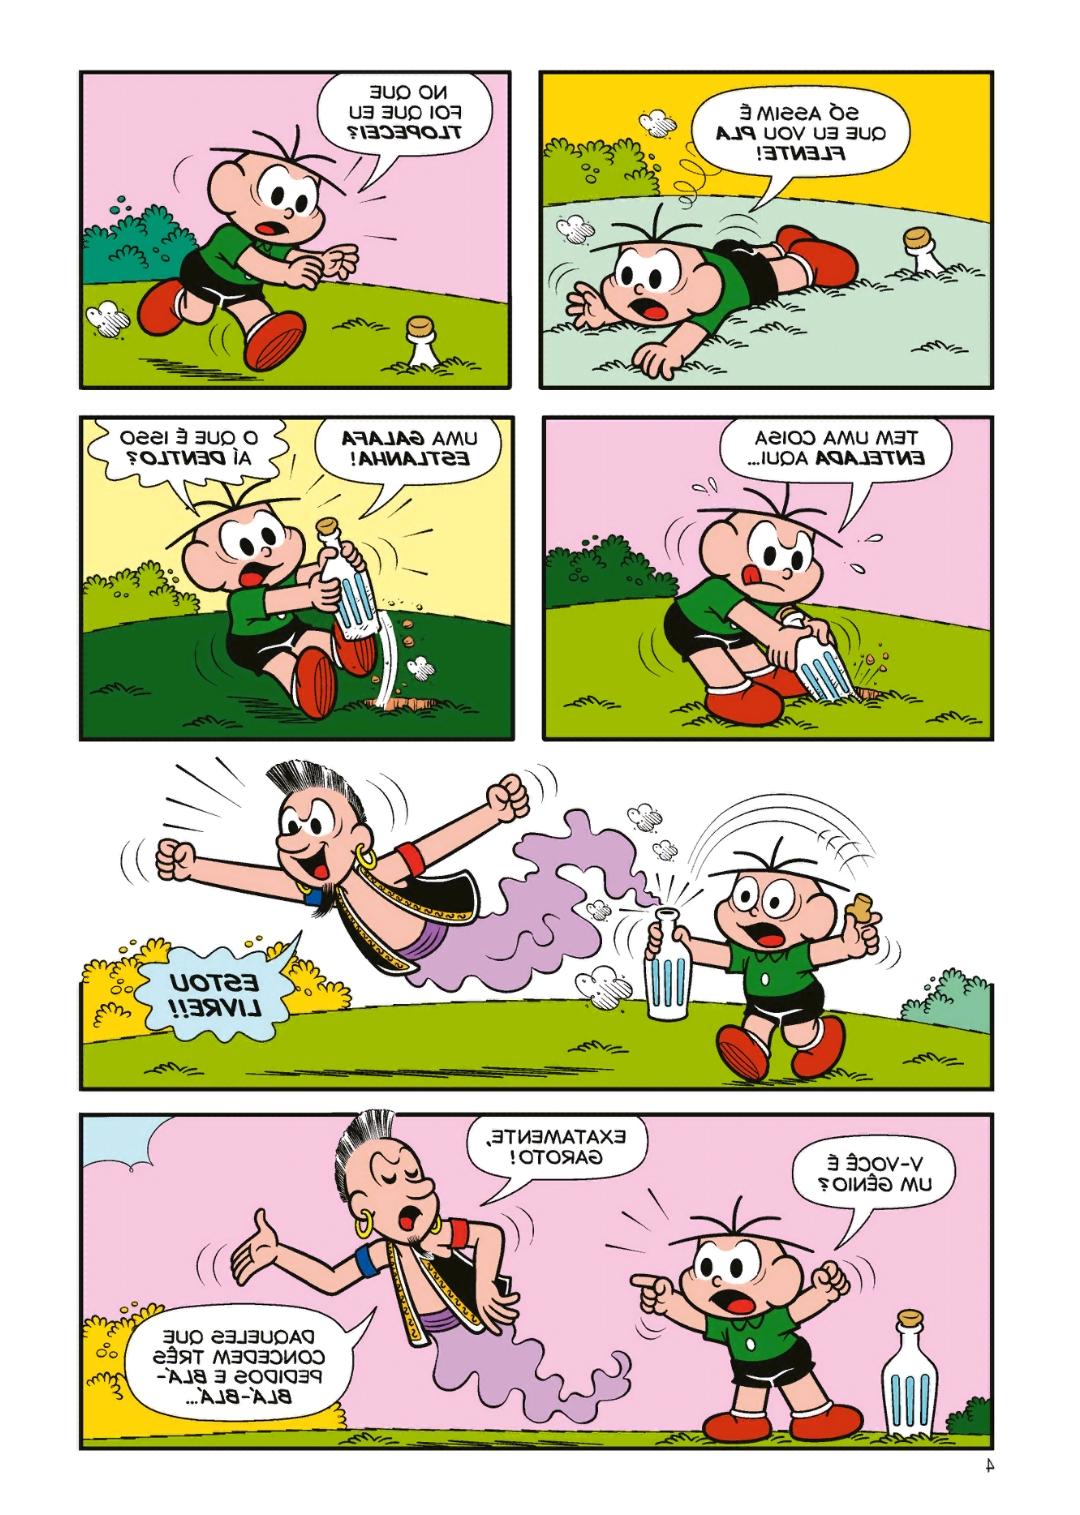 SÓ ASSIM É
QUE EU VOU PLA
FLENTE!
NO QUE
FOI QUE EU
TLOPECEI?
TEM UMA COISA
ENTELADA AQUI...
UMA GALAFA
ESTLANHA!
O QUE É ISSO
AÍ DENTLO?
ESTOU
LIVRE!!
V-VOCÊ É
UM GÊNIO?
EXATAMENTE,
GAROTO!
DAQUELES QUE
CONCEDEM TRÊS
PEDIDOS E BLÁ-
BLÁ-BLÁ...
4